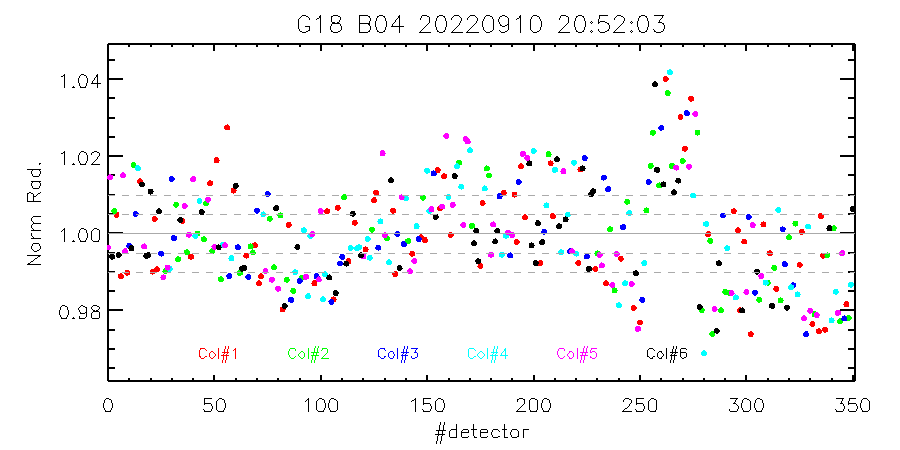 G18 B04 20220910 20:52:03
1.04
1.02
1.00
0.98
Norm Rad.
Col#1 Col#2 Col#3 Col#4 Col#5 Col#6
0 50 100 150 200 250 300 350
#detector